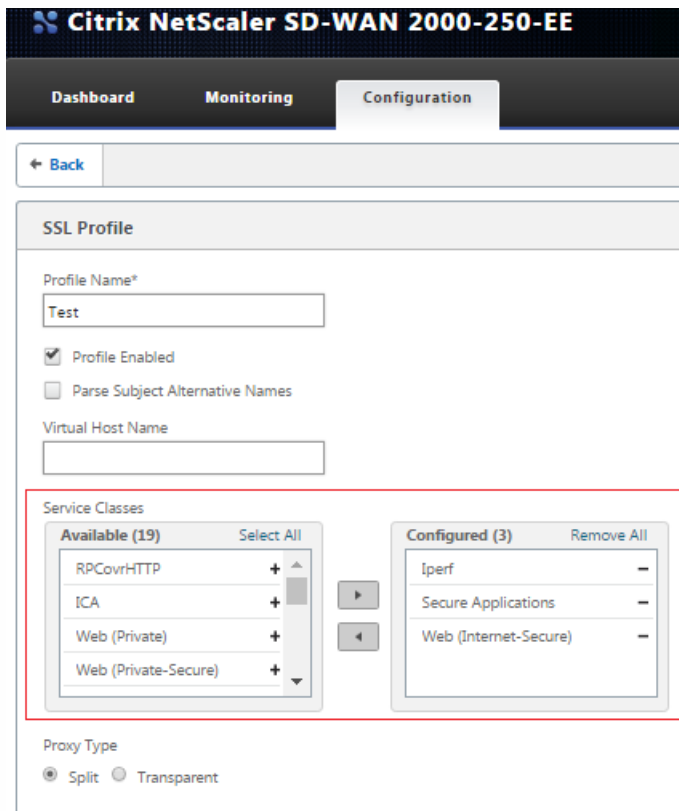 Citrix NetScaler SD-WAN 2000-250-EE
Dashboard Monitoring Configuration
Back
SSL Profile
Profile Name*
Test
Profile Enabled
Parse Subject Alternative Names
Virtual Host Name
Service Classes
Available (19) Select All Configured (3) Remove All
RPCovrHTTP + Iperf −
ICA + Secure Applications −
Web (Private) + Web (Internet-Secure) −
Web (Private-Secure) +
Proxy Type
Split Transparent